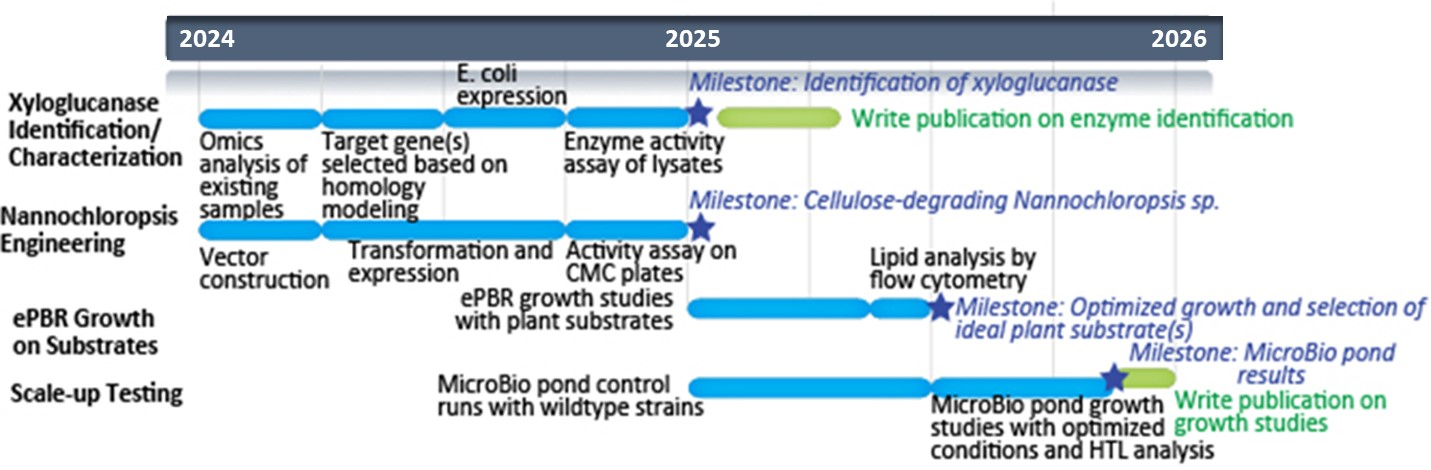 2024 2025 2026
Xyloglucanase
Identification/
Characterization
E. coli
expression
Milestone: Identification of xyloglucanase
Write publication on enzyme identification
Omics
analysis of
existing
samples
Target gene(s)
selected based on
homology
modeling
Enzyme activity
assay of lysates
Nannochloropsis
Engineering
Milestone: Cellulose-degrading Nannochloropsis sp.
Vector
construction
Transformation and
expression
Activity assay on
CMC plates
ePBR Growth
on Substrates
ePBR growth studies
with plant substrates
Lipid analysis by
flow cytometry
Milestone: Optimized growth and selection of
ideal plant substrate(s)
Scale-up Testing
MicroBio pond control
runs with wildtype strains
Milestone: MicroBio pond
results
MicroBio pond growth
studies with optimized
conditions and HTL analysis
Write publication on
growth studies